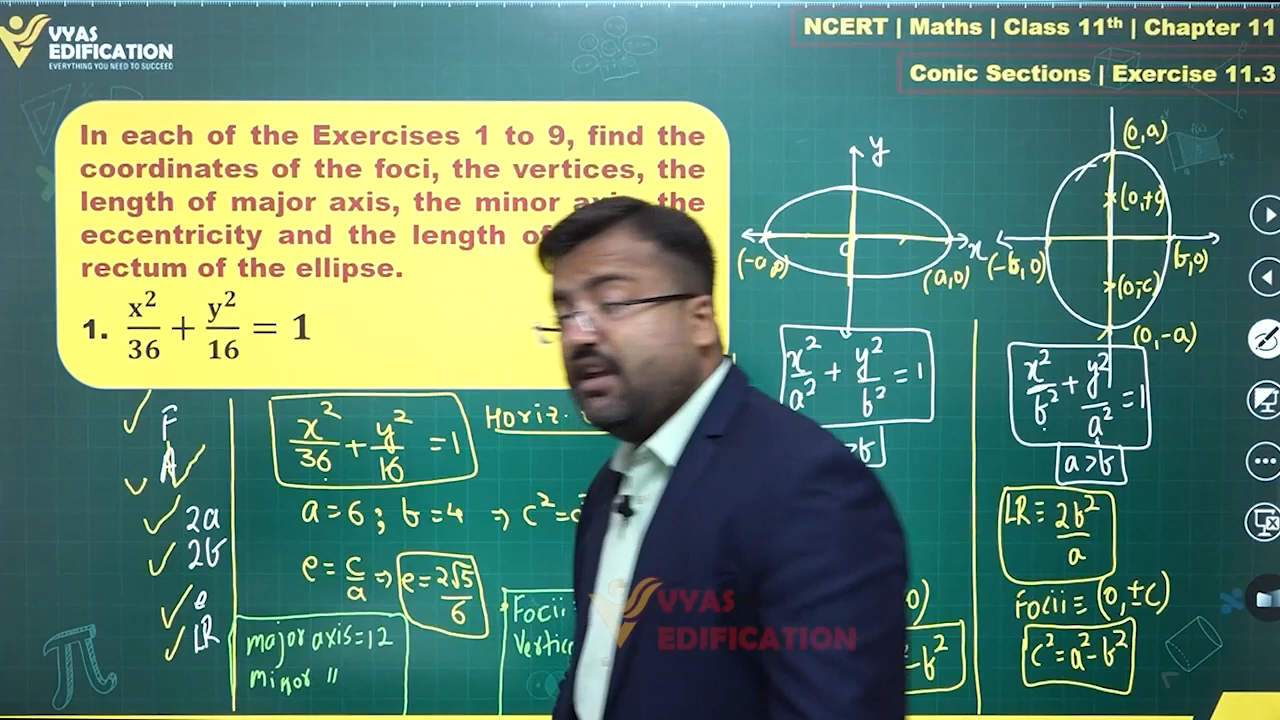 VYAS
EDIFICATION
EVERYTHING YOU NEED TO SUCCEED
NCERT | Maths | Class 11th | Chapter 11
Conic Sections | Exercise 11.3
In each of the Exercises 1 to 9, find the
coordinates of the foci, the vertices, the
length of major axis, the minor the
eccentricity and the length of
rectum of the ellipse.
1. x²/36 + y²/16 = 1
y
x
(-a, 0)
(a,0)
x²/a² + y²/b² = 1
>b
(0,a)
(0,+c)
(-b,0)
(b,0)
(0,-c)
(0,-a)
x²/b² + y²/a² = 1
a>b
LR = 2b²/a
Focii ≡ (0,±c)
c²=a²-b²
F
A
2a
2b
e
LR
x²/36 + y²/16 = 1
Horiz.
a=6 ; b=4 ⇒ c²=
e = c/a ⇒ e = 2√5/6
major axis=12
minor "
Focii
Vertic
0)
-b²
VYAS
EDIFICATION